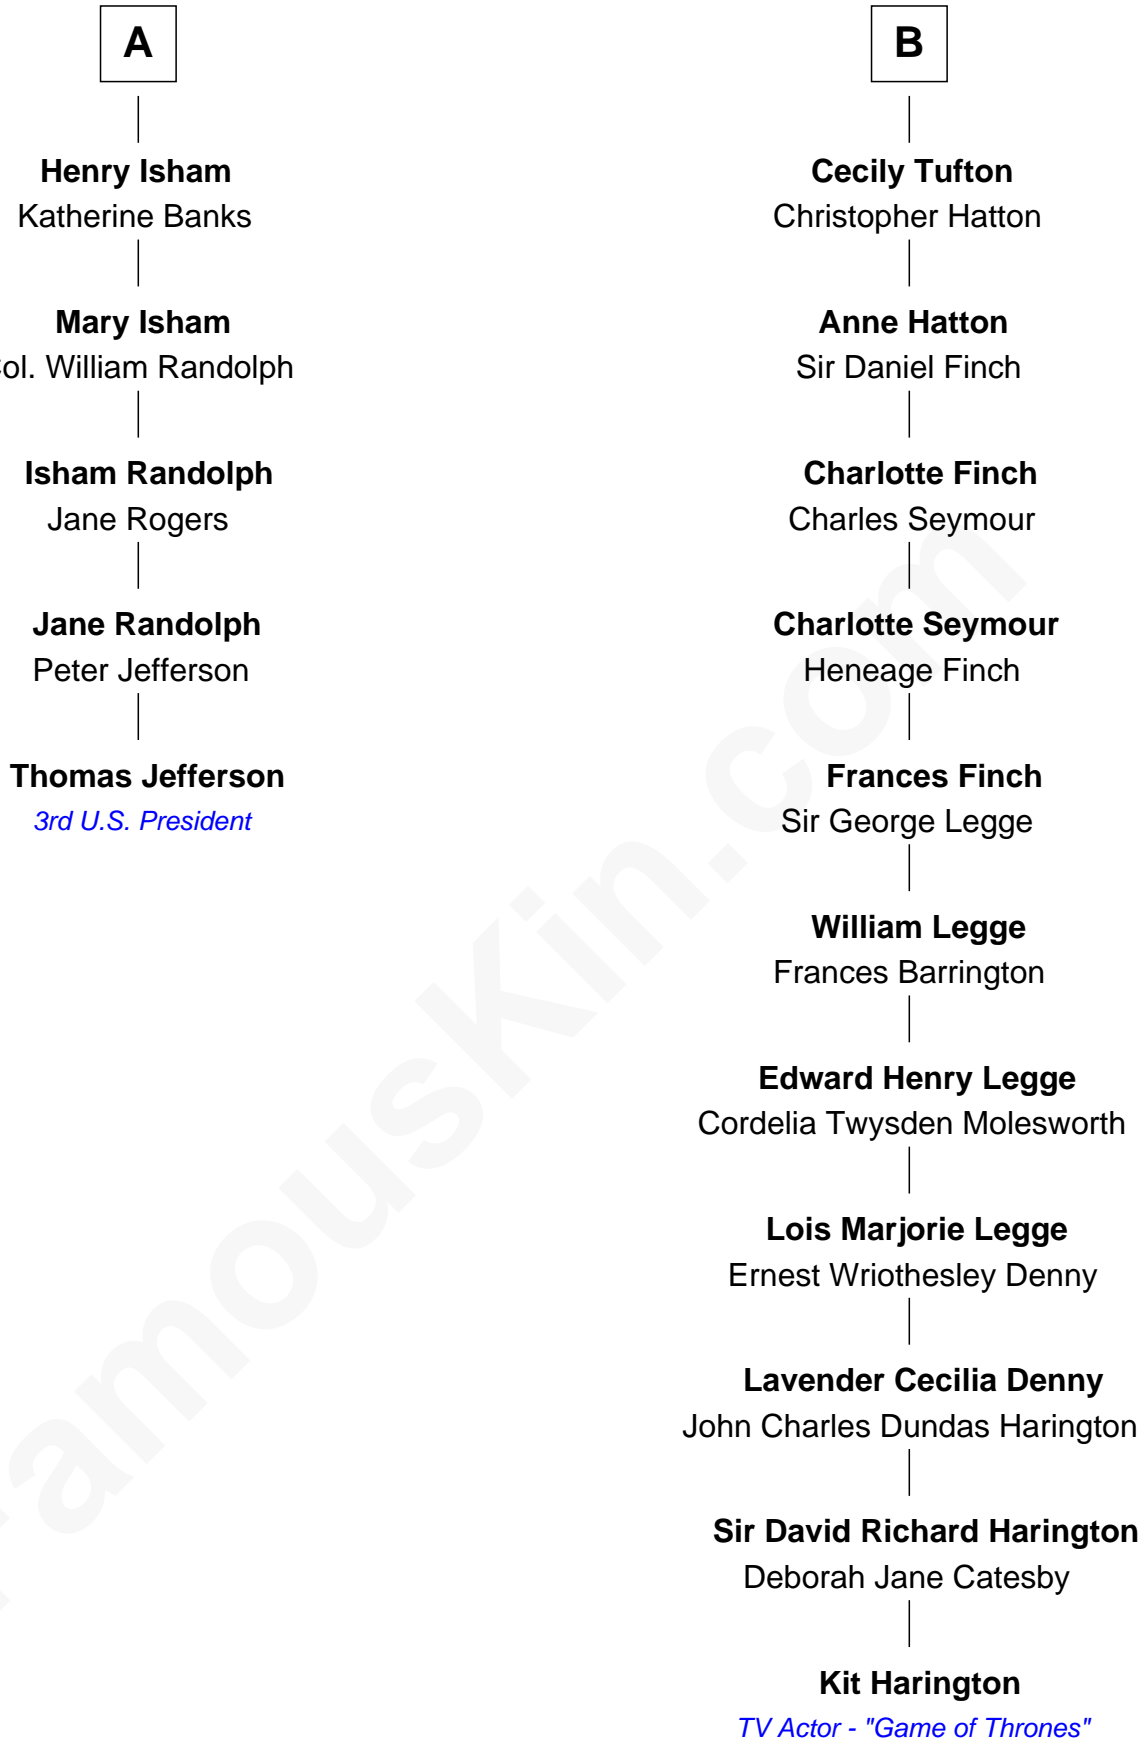 A
Henry Isham
Katherine Banks
Mary Isham
Col. William Randolph
Isham Randolph
Jane Rogers
Jane Randolph
Peter Jefferson
Thomas Jefferson
3rd U.S. President
B
Cecily Tufton
Christopher Hatton
Anne Hatton
Sir Daniel Finch
Charlotte Finch
Charles Seymour
Charlotte Seymour
Heneage Finch
Frances Finch
Sir George Legge
William Legge
Frances Barrington
Edward Henry Legge
Cordelia Twysden Molesworth
Lois Marjorie Legge
Ernest Wriothesley Denny
Lavender Cecilia Denny
John Charles Dundas Harington
Sir David Richard Harington
Deborah Jane Catesby
Kit Harington
TV Actor - "Game of Thrones"
FamousKin.com